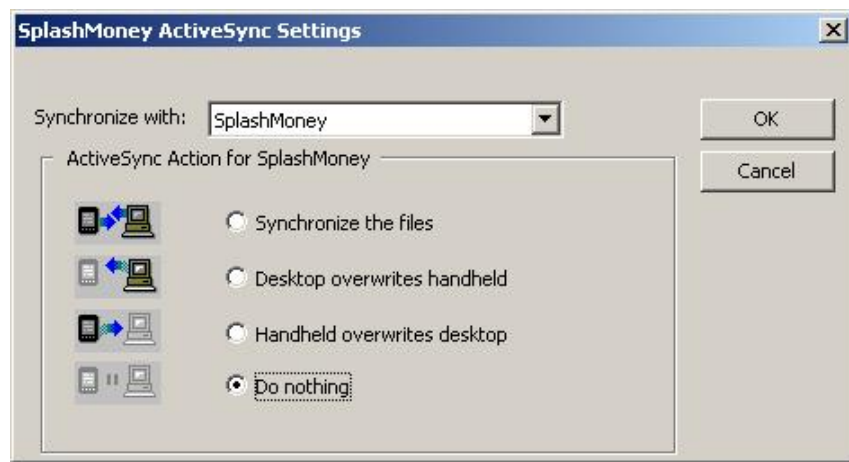 SplashMoney ActiveSync Settings
Synchronize with: SplashMoney OK
ActiveSync Action for SplashMoney
Cancel
Synchronize the files
Desktop overwrites handheld
Handheld overwrites desktop
Do nothing